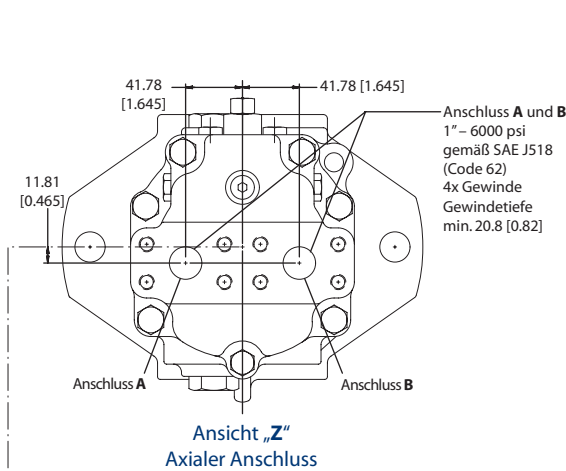 41.78
[1.645]
41.78 [1.645]
Anschluss A und B
1” – 6000 psi
gemäß SAE J518
(Code 62)
4x Gewinde
Gewindetiefe
min. 20.8 [0.82]
11.81
[0.465]
Anschluss A
Anschluss B
Ansicht „Z“
Axialer Anschluss